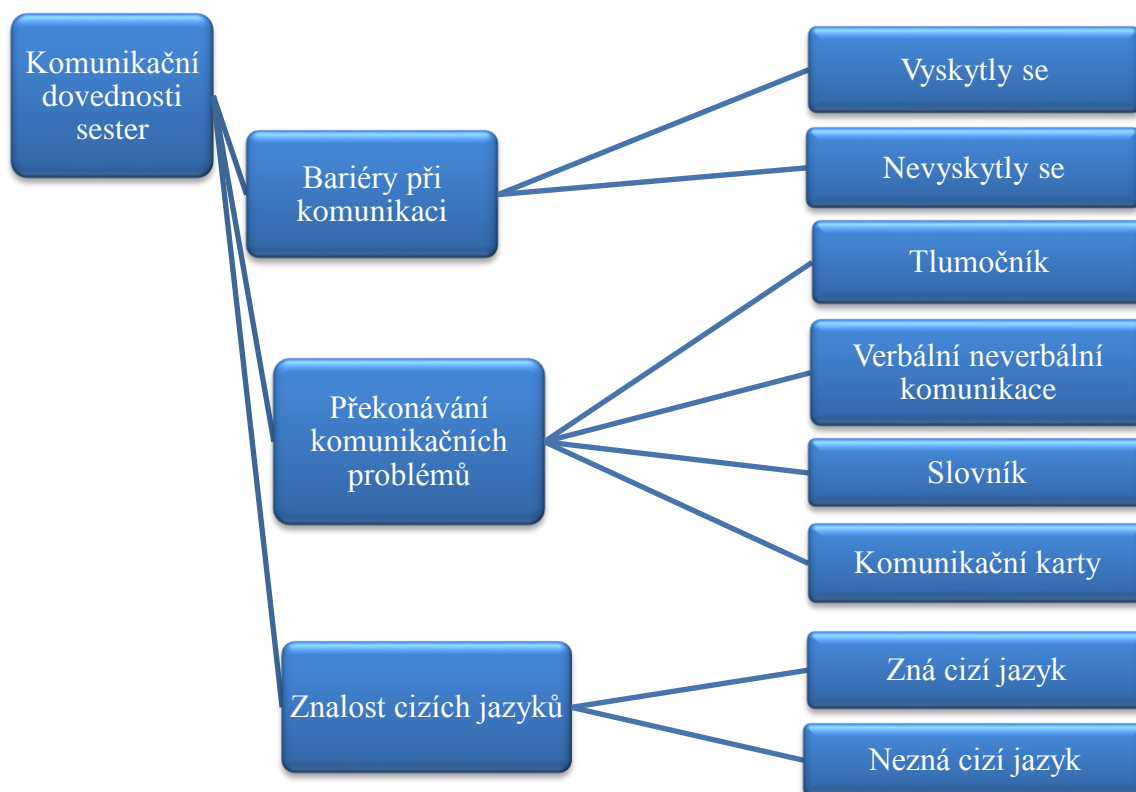 Komunikační
dovednosti
sester
Bariéry při
komunikaci
Vyskytly se
Nevyskytly se
Překonávání
komunikačních
problémů
Tlumočník
Verbální neverbální
komunikace
Slovník
Komunikační karty
Znalost cizích jazyků
Zná cizí jazyk
Nezná cizí jazyk